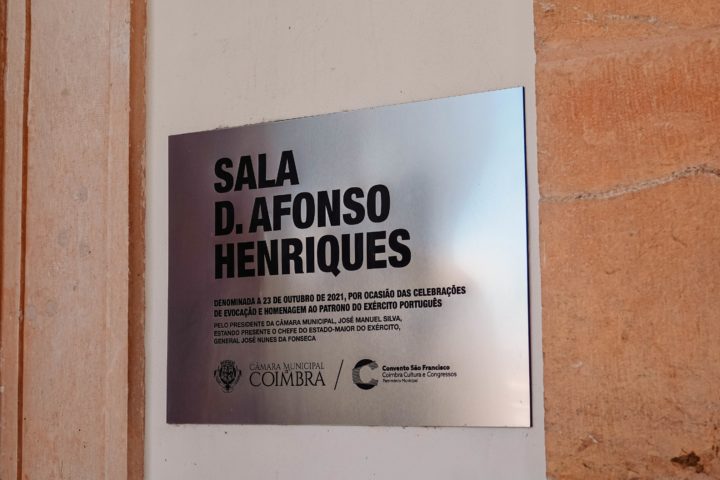 SALA
D. AFONSO
HENRIQUES
DENOMINADA A 23 DE OUTUBRO DE 2021, POR OCASIÃO DAS CELEBRAÇÕES
DE EVOCAÇÃO E HOMENAGEM AO PATRONO DO EXÉRCITO PORTUGUÊS
PELO PRESIDENTE DA CÂMARA MUNICIPAL, JOSÉ MANUEL SILVA,
ESTANDO PRESENTE O CHEFE DO ESTADO-MAIOR DO EXÉRCITO,
GENERAL JOSÉ NUNES DA FONSECA
CÂMARA MUNICIPAL
COIMBRA
Convento São Francisco
Coimbra Cultura e Congressos
Património Municipal